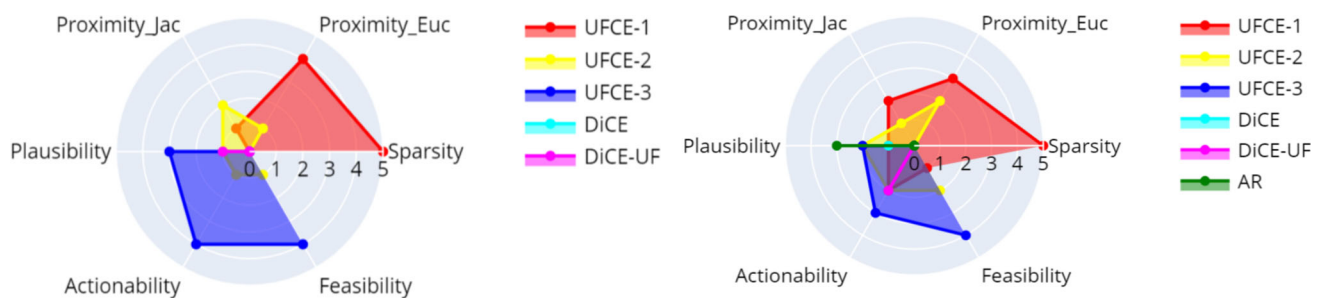 Proximity_Jac
Proximity_Euc
Plausibility
0 1 2 3 4 5
Sparsity
Actionability
Feasibility
UFCE-1
UFCE-2
UFCE-3
DiCE
DiCE-UF
Proximity_Jac
Proximity_Euc
Plausibility
0 1 2 3 4 5
Sparsity
Actionability
Feasibility
UFCE-1
UFCE-2
UFCE-3
DiCE
DiCE-UF
AR